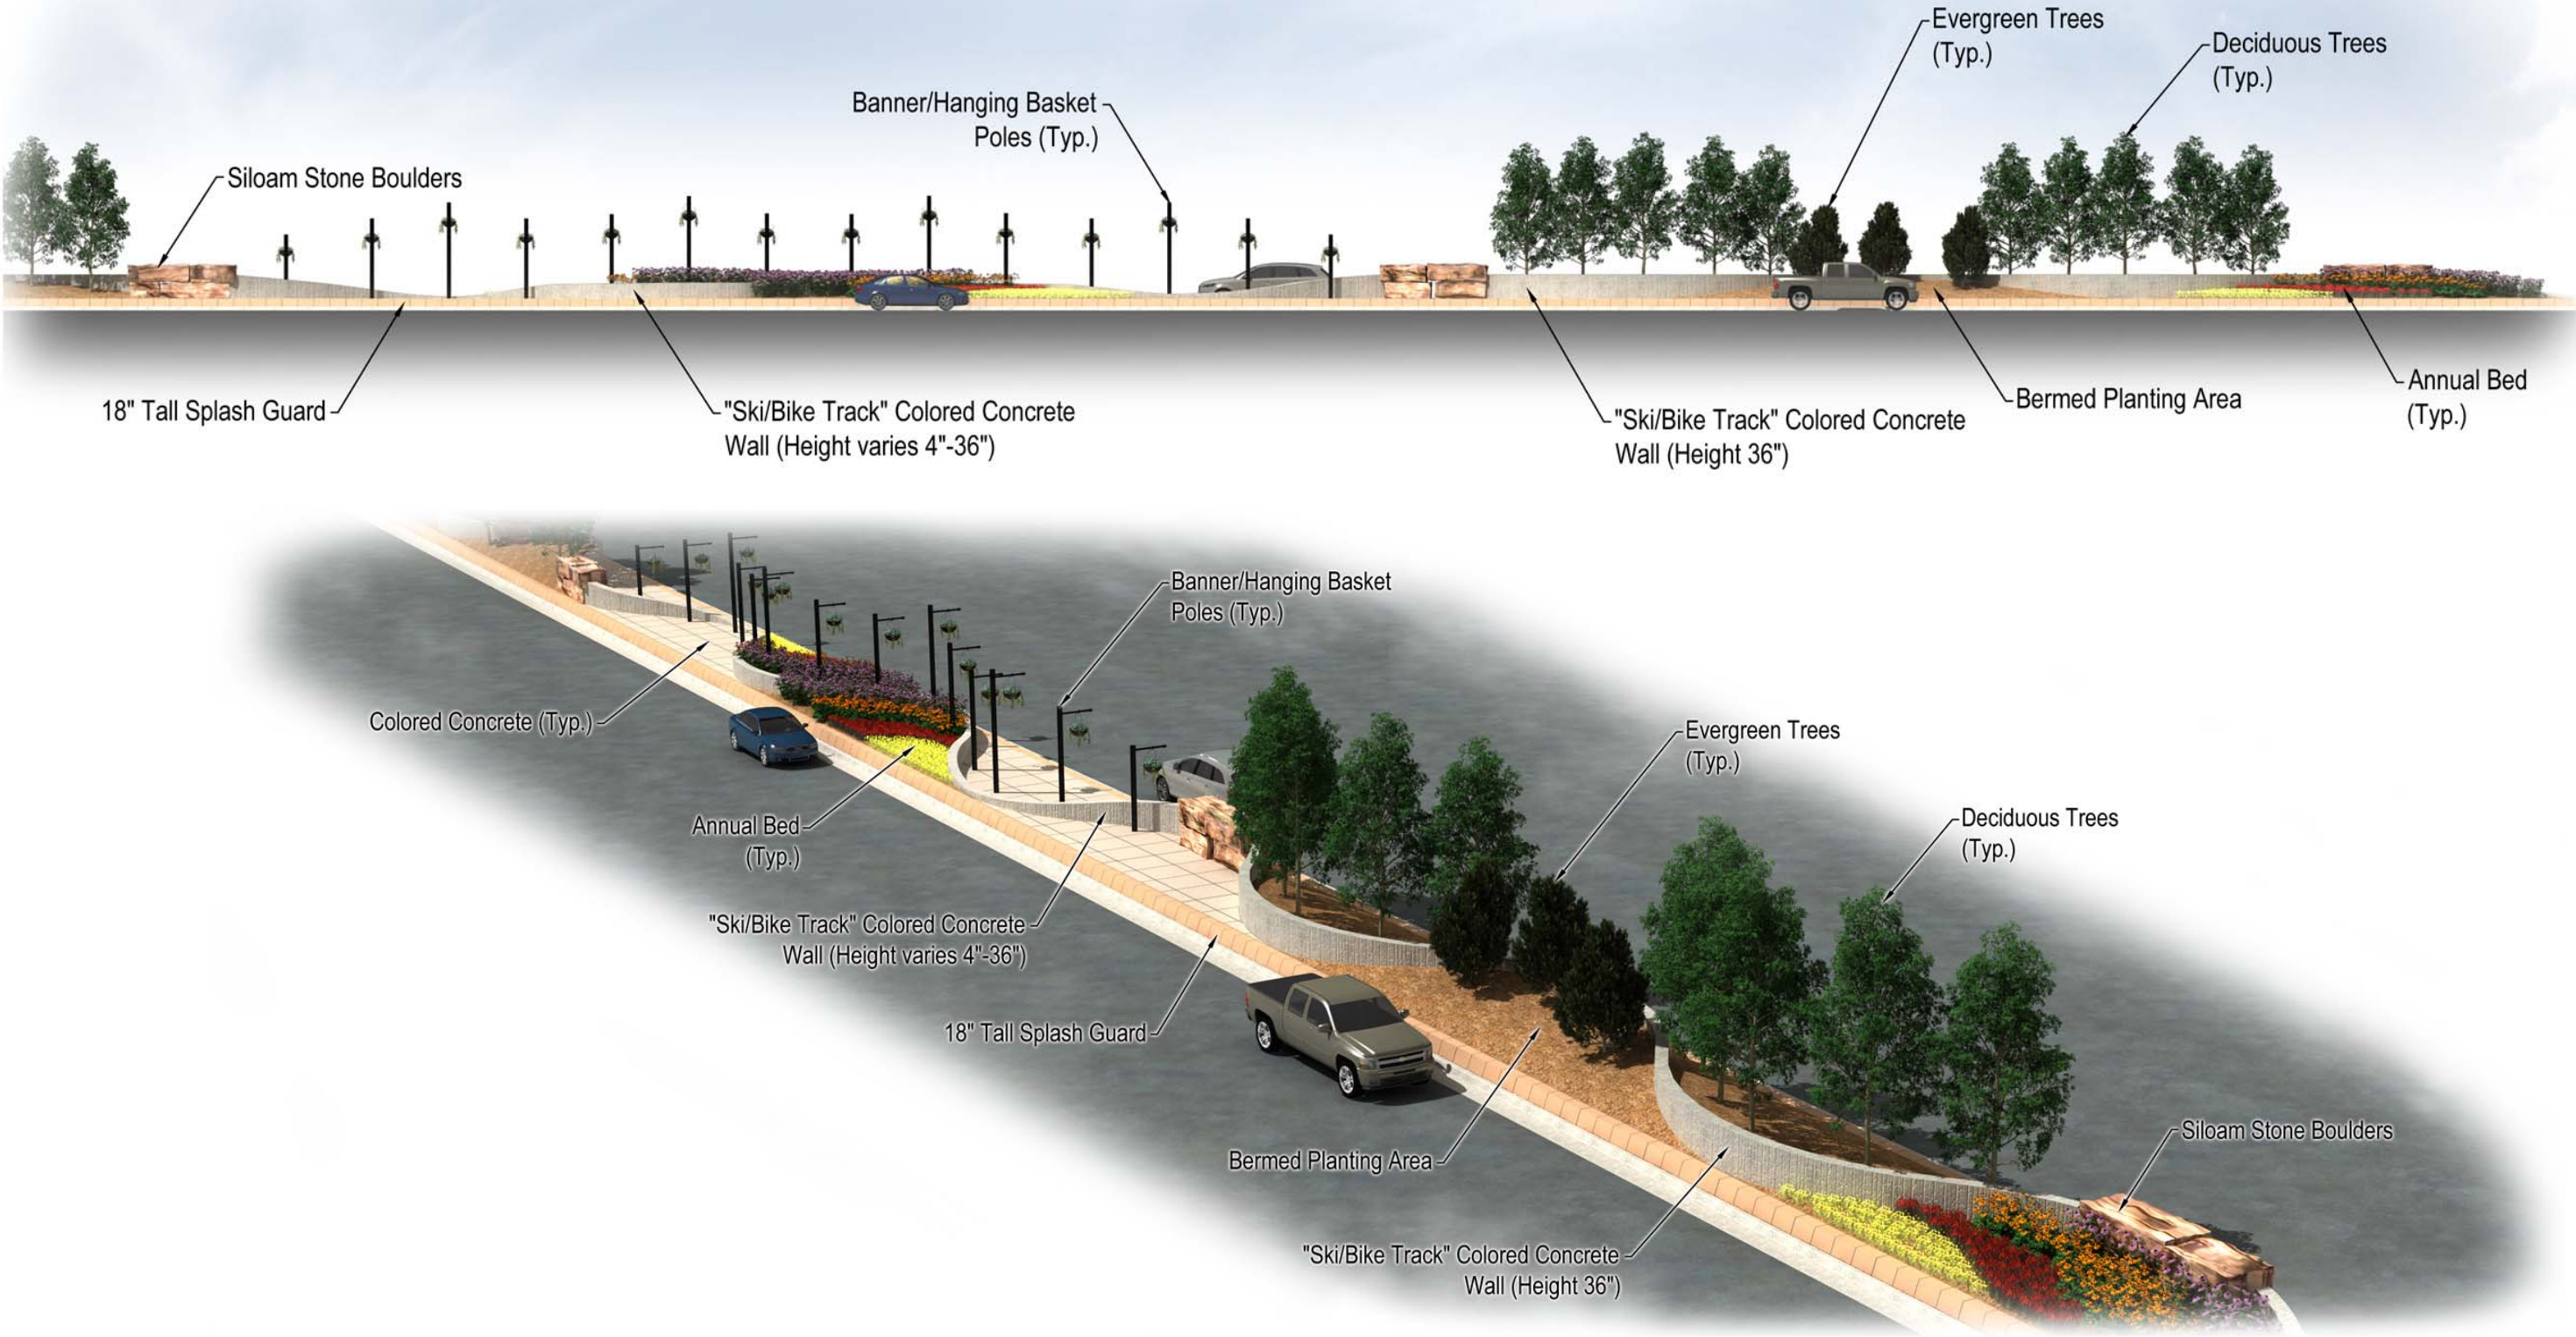 Evergreen Trees
(Typ.)
Deciduous Trees
(Typ.)
Banner/Hanging Basket
Poles (Typ.)
Siloam Stone Boulders
18" Tall Splash Guard
"Ski/Bike Track" Colored Concrete
Wall (Height varies 4"-36")
"Ski/Bike Track" Colored Concrete
Wall (Height 36")
Bermed Planting Area
Annual Bed
(Typ.)
Banner/Hanging Basket
Poles (Typ.)
Colored Concrete (Typ.)
Evergreen Trees
(Typ.)
Annual Bed
(Typ.)
Deciduous Trees
(Typ.)
"Ski/Bike Track" Colored Concrete
Wall (Height varies 4"-36")
18" Tall Splash Guard
Siloam Stone Boulders
Bermed Planting Area
"Ski/Bike Track" Colored Concrete
Wall (Height 36")